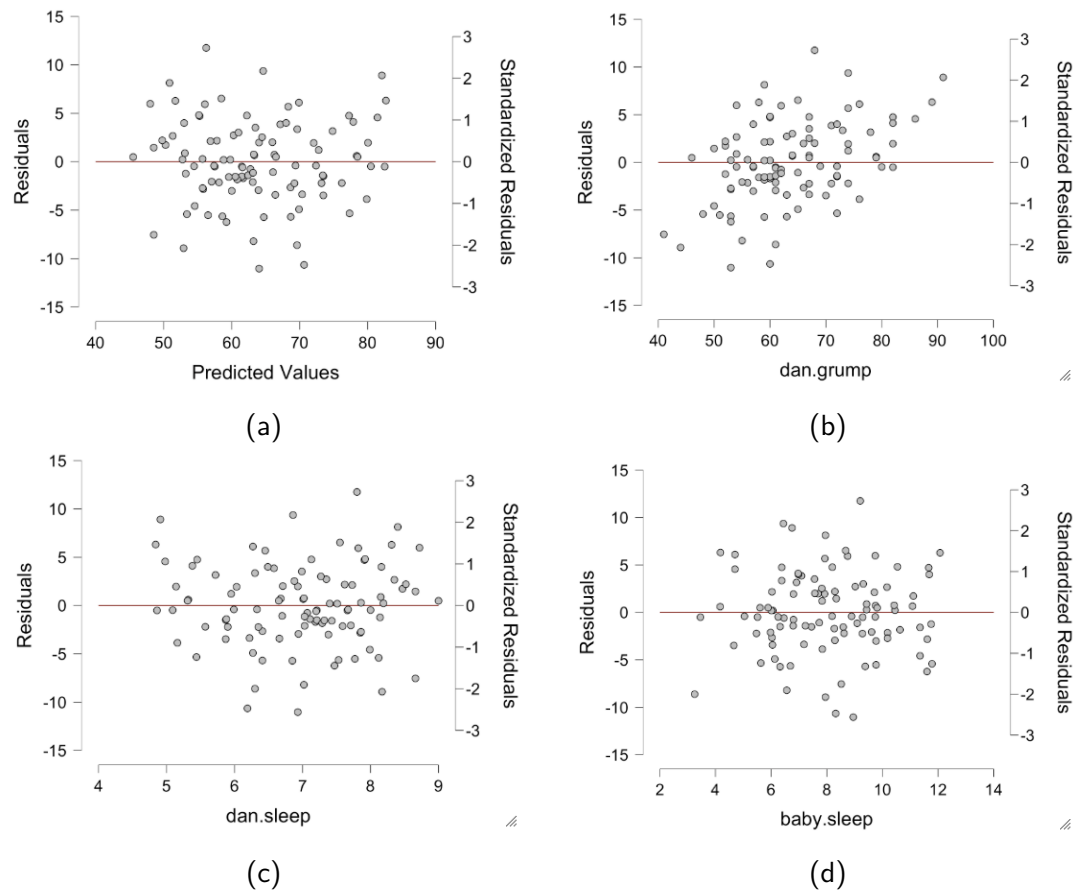 15
10
5
0
-5
-10
-15
Residuals
3
2
1
0
-1
-2
-3
Standardized Residuals
40 50 60 70 80 90
Predicted Values
(a)
15
10
5
0
-5
-10
-15
Residuals
3
2
1
0
-1
-2
-3
Standardized Residuals
40 50 60 70 80 90 100
dan.grump
(b)
15
10
5
0
-5
-10
-15
Residuals
3
2
1
0
-1
-2
-3
Standardized Residuals
4 5 6 7 8 9
dan.sleep
(c)
15
10
5
0
-5
-10
-15
Residuals
3
2
1
0
-1
-2
-3
Standardized Residuals
2 4 6 8 10 12 14
baby.sleep
(d)